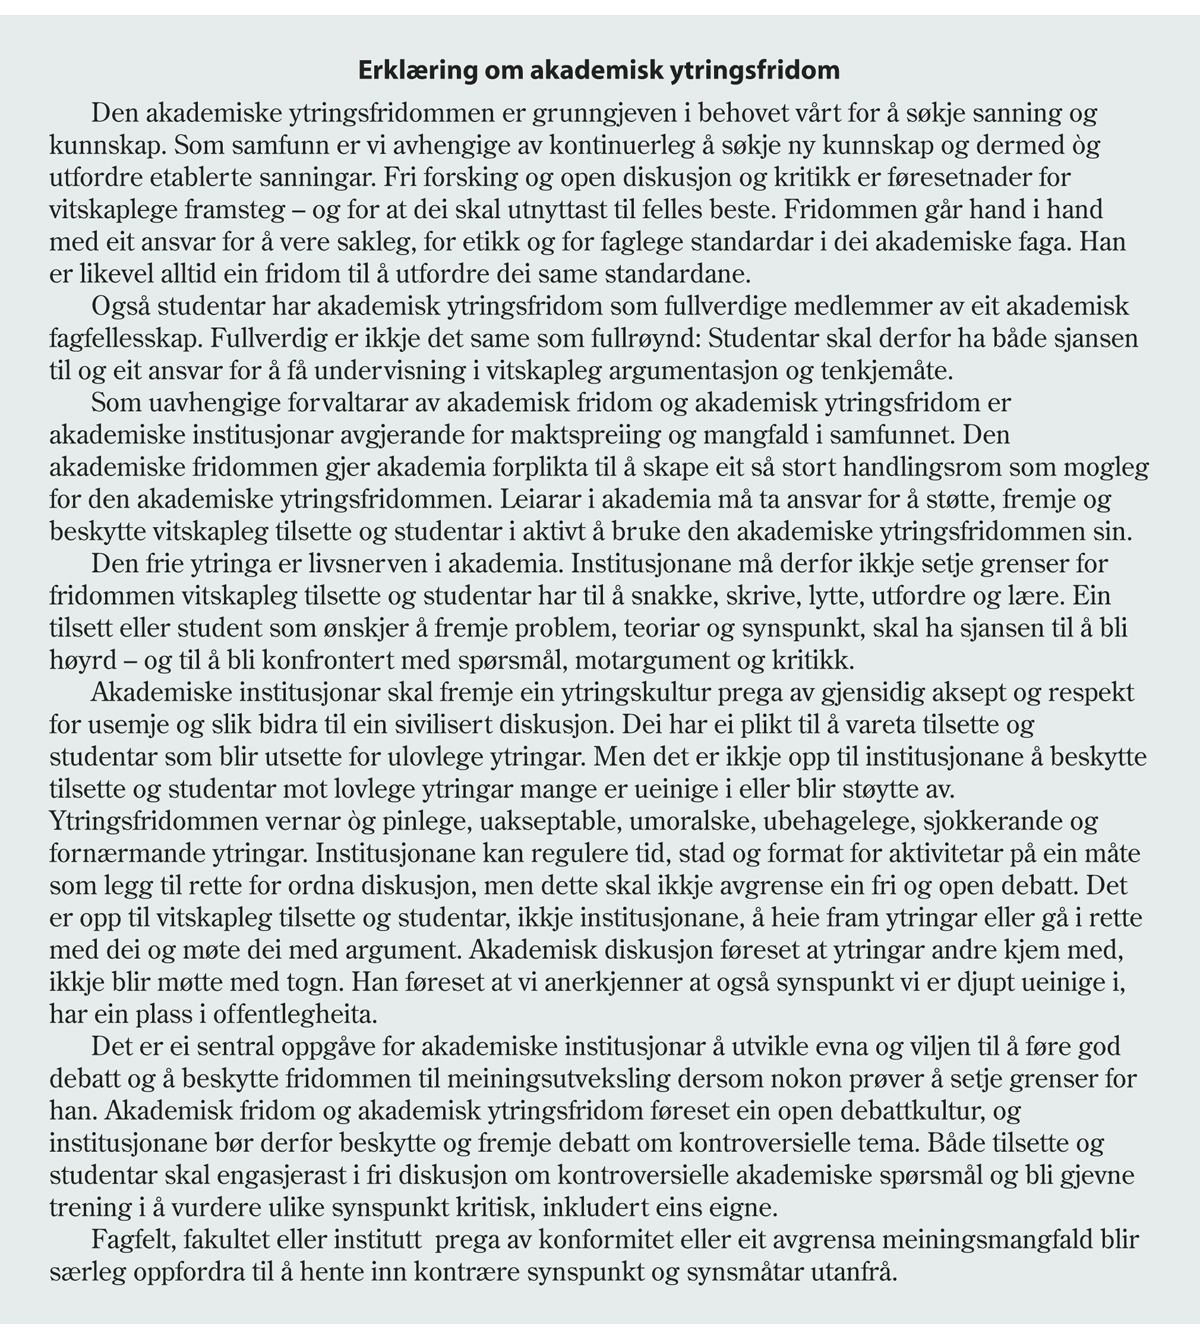 Erklæring om akademisk ytringsfridom
Den akademiske ytringsfridommen er grunngjeven i behovet vårt for å søkje sanning og
kunnskap. Som samfunn er vi avhengige av kontinuerleg å søkje ny kunnskap og dermed òg
utfordre etablerte sanningar. Fri forsking og open diskusjon og kritikk er føresetnader for
vitskaplege framsteg – og for at dei skal utnyttast til felles beste. Fridommen går hand i hand
med eit ansvar for å vere sakleg, for etikk og for faglege standardar i dei akademiske faga. Han
er likevel alltid ein fridom til å utfordre dei same standardane.
Også studentar har akademisk ytringsfridom som fullverdige medlemmer av eit akademisk
fagfellesskap. Fullverdig er ikkje det same som fullrøynd: Studentar skal derfor ha både sjansen
til og eit ansvar for å få undervisning i vitskapleg argumentasjon og tenkjemåte.
Som uavhengige forvaltarar av akademisk fridom og akademisk ytringsfridom er
akademiske institusjonar avgjerande for maktspreiing og mangfald i samfunnet. Den
akademiske fridommen gjer akademia forplikta til å skape eit så stort handlingsrom som mogleg
for den akademiske ytringsfridommen. Leiarar i akademia må ta ansvar for å støtte, fremje og
beskytte vitskapleg tilsette og studentar i aktivt å bruke den akademiske ytringsfridommen sin.
Den frie ytringa er livsnerven i akademia. Institusjonane må derfor ikkje setje grenser for
fridommen vitskapleg tilsette og studentar har til å snakke, skrive, lytte, utfordre og lære. Ein
tilsett eller student som ønskjer å fremje problem, teoriar og synspunkt, skal ha sjansen til å bli
høyrd – og til å bli konfrontert med spørsmål, motargument og kritikk.
Akademiske institusjonar skal fremje ein ytringskultur prega av gjensidig aksept og respekt
for usemje og slik bidra til ein sivilisert diskusjon. Dei har ei plikt til å vareta tilsette og
studentar som blir utsette for ulovlege ytringar. Men det er ikkje opp til institusjonane å beskytte
tilsette og studentar mot lovlege ytringar mange er ueinige i eller blir støytte av.
Ytringsfridommen vernar òg pinlege, uakseptable, umoralske, ubehagelege, sjokkerande og
fornærmande ytringar. Institusjonane kan regulere tid, stad og format for aktivitetar på ein måte
som legg til rette for ordna diskusjon, men dette skal ikkje avgrense ein fri og open debatt. Det
er opp til vitskapleg tilsette og studentar, ikkje institusjonane, å heie fram ytringar eller gå i rette
med dei og møte dei med argument. Akademisk diskusjon føreset at ytringar andre kjem med,
ikkje blir møtte med togn. Han føreset at vi anerkjenner at også synspunkt vi er djupt ueinige i,
har ein plass i offentlegheita.
Det er ei sentral oppgåve for akademiske institusjonar å utvikle evna og viljen til å føre god
debatt og å beskytte fridommen til meiningsutveksling dersom nokon prøver å setje grenser for
han. Akademisk fridom og akademisk ytringsfridom føreset ein open debattkultur, og
institusjonane bør derfor beskytte og fremje debatt om kontroversielle tema. Både tilsette og
studentar skal engasjerast i fri diskusjon om kontroversielle akademiske spørsmål og bli gjevne
trening i å vurdere ulike synspunkt kritisk, inkludert eins eigne.
Fagfelt, fakultet eller institutt  prega av konformitet eller eit avgrensa meiningsmangfald blir
særleg oppfordra til å hente inn kontrære synspunkt og synsmåtar utanfrå.